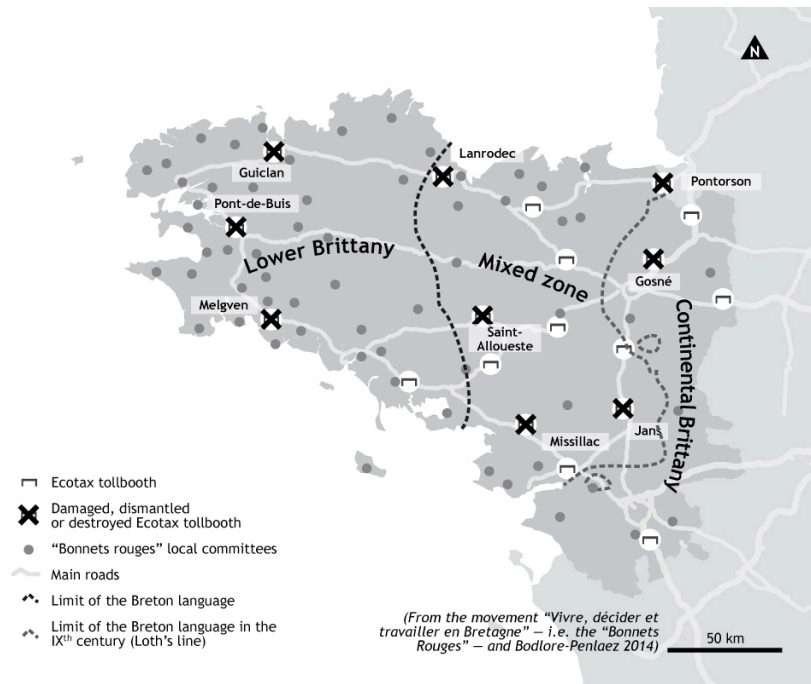 N
Lanrodec
Guiclan
Pontorson
Pont-de-Buis
Lower Brittany
Mixed zone
Gosné
Melgven
Saint-
Alloueste
Continental Brittany
Jans
Missillac
Ecotax tollbooth
Damaged, dismantled
or destroyed Ecotax tollbooth
“Bonnets rouges” local committees
Main roads
Limit of the Breton language
Limit of the Breton language in the
IXth century (Loth’s line)
(From the movement “Vivre, décider et
travailler en Bretagne” — i.e. the “Bonnets
Rouges” — and Bodlore-Penlaez 2014)
50 km